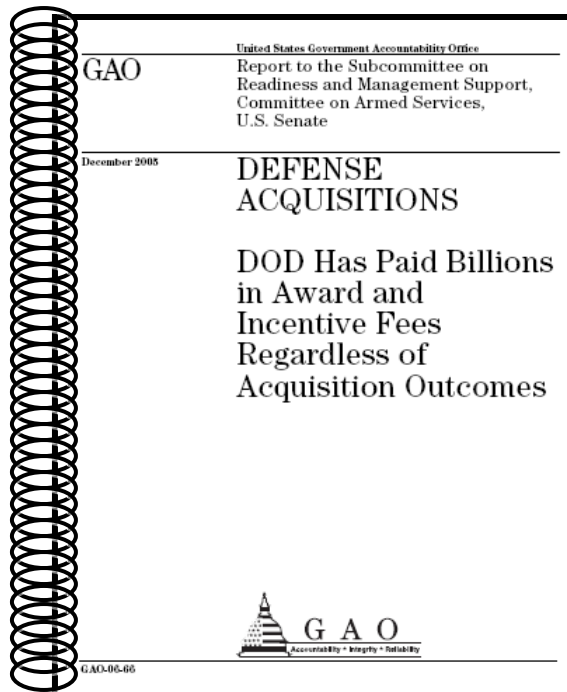 United States Government Accountability Office
GAO
Report to the Subcommittee on
Readiness and Management Support,
Committee on Armed Services,
U.S. Senate
December 2005
DEFENSE
ACQUISITIONS
DOD Has Paid Billions
in Award and
Incentive Fees
Regardless of
Acquisition Outcomes
G A O
Accountability * Integrity * Reliability
GAO-06-66